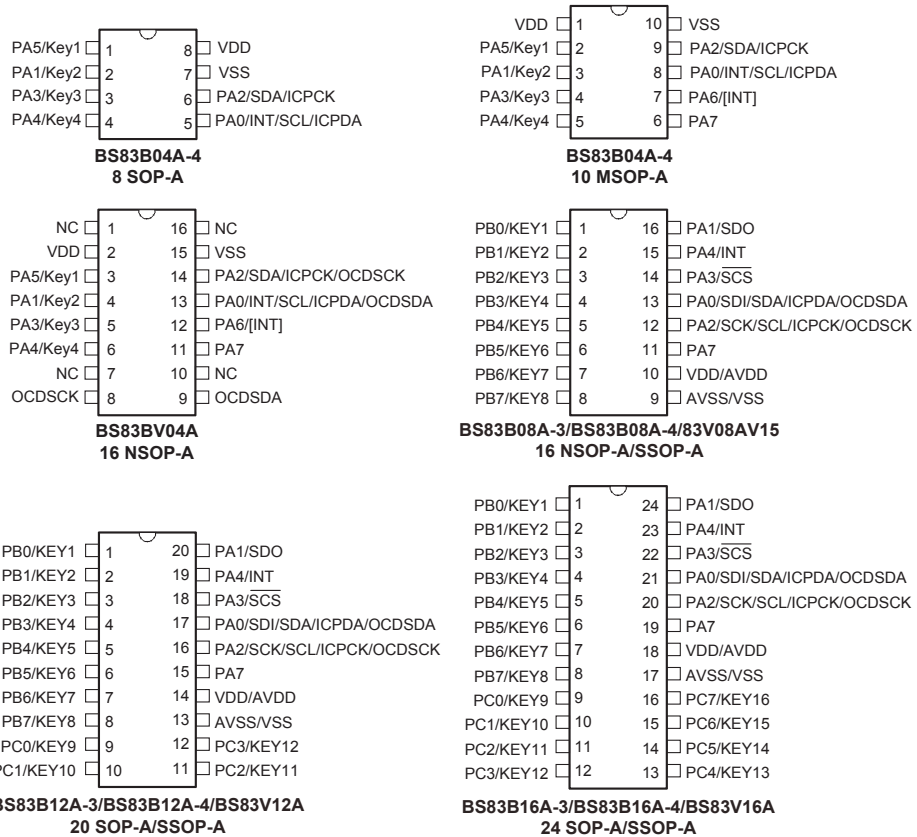 PA5/Key1 1 8 VDD
PA1/Key2 2 7 VSS
PA3/Key3 3 6 PA2/SDA/ICPCK
PA4/Key4 4 5 PA0/INT/SCL/ICPDA
BS83B04A-4
8 SOP-A
VDD 1 10 VSS
PA5/Key1 2 9 PA2/SDA/ICPCK
PA1/Key2 3 8 PA0/INT/SCL/ICPDA
PA3/Key3 4 7 PA6/[INT]
PA4/Key4 5 6 PA7
BS83B04A-4
10 MSOP-A
NC 1 16 NC
VDD 2 15 VSS
PA5/Key1 3 14 PA2/SDA/ICPCK/OCDSCK
PA1/Key2 4 13 PA0/INT/SCL/ICPDA/OCDSDA
PA3/Key3 5 12 PA6/[INT]
PA4/Key4 6 11 PA7
NC 7 10 NC
OCDSCK 8 9 OCDSDA
BS83BV04A
16 NSOP-A
PB0/KEY1 1 16 PA1/SDO
PB1/KEY2 2 15 PA4/INT
PB2/KEY3 3 14 PA3/SCS
PB3/KEY4 4 13 PA0/SDI/SDA/ICPDA/OCDSDA
PB4/KEY5 5 12 PA2/SCK/SCL/ICPCK/OCDSCK
PB5/KEY6 6 11 PA7
PB6/KEY7 7 10 VDD/AVDD
PB7/KEY8 8 9 AVSS/VSS
BS83B08A-3/BS83B08A-4/83V08AV15
16 NSOP-A/SSOP-A
PB0/KEY1 1 20 PA1/SDO
PB1/KEY2 2 19 PA4/INT
PB2/KEY3 3 18 PA3/SCS
PB3/KEY4 4 17 PA0/SDI/SDA/ICPDA/OCDSDA
PB4/KEY5 5 16 PA2/SCK/SCL/ICPCK/OCDSCK
PB5/KEY6 6 15 PA7
PB6/KEY7 7 14 VDD/AVDD
PB7/KEY8 8 13 AVSS/VSS
PC0/KEY9 9 12 PC3/KEY12
PC1/KEY10 10 11 PC2/KEY11
BS83B12A-3/BS83B12A-4/BS83V12A
20 SOP-A/SSOP-A
PB0/KEY1 1 24 PA1/SDO
PB1/KEY2 2 23 PA4/INT
PB2/KEY3 3 22 PA3/SCS
PB3/KEY4 4 21 PA0/SDI/SDA/ICPDA/OCDSDA
PB4/KEY5 5 20 PA2/SCK/SCL/ICPCK/OCDSCK
PB5/KEY6 6 19 PA7
PB6/KEY7 7 18 VDD/AVDD
PB7/KEY8 8 17 AVSS/VSS
PC0/KEY9 9 16 PC7/KEY16
PC1/KEY10 10 15 PC6/KEY15
PC2/KEY11 11 14 PC5/KEY14
PC3/KEY12 12 13 PC4/KEY13
BS83B16A-3/BS83B16A-4/BS83V16A
24 SOP-A/SSOP-A